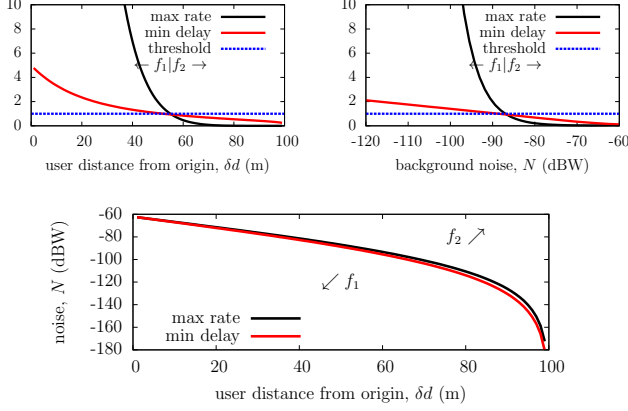 10
8
6
4
2
0
max rate
min delay
threshold
← f₁|f₂ →
0 20 40 60 80 100
user distance from origin, δd (m)
10
8
6
4
2
0
max rate
min delay
threshold
← f₁|f₂ →
-120 -110 -100 -90 -80 -70 -60
background noise, N (dBW)
noise, N (dBW)
-60
-80
-100
-120
-140
-160
-180
f₂ ↗
↙ f₁
max rate
min delay
0 20 40 60 80 100
user distance from origin, δd (m)